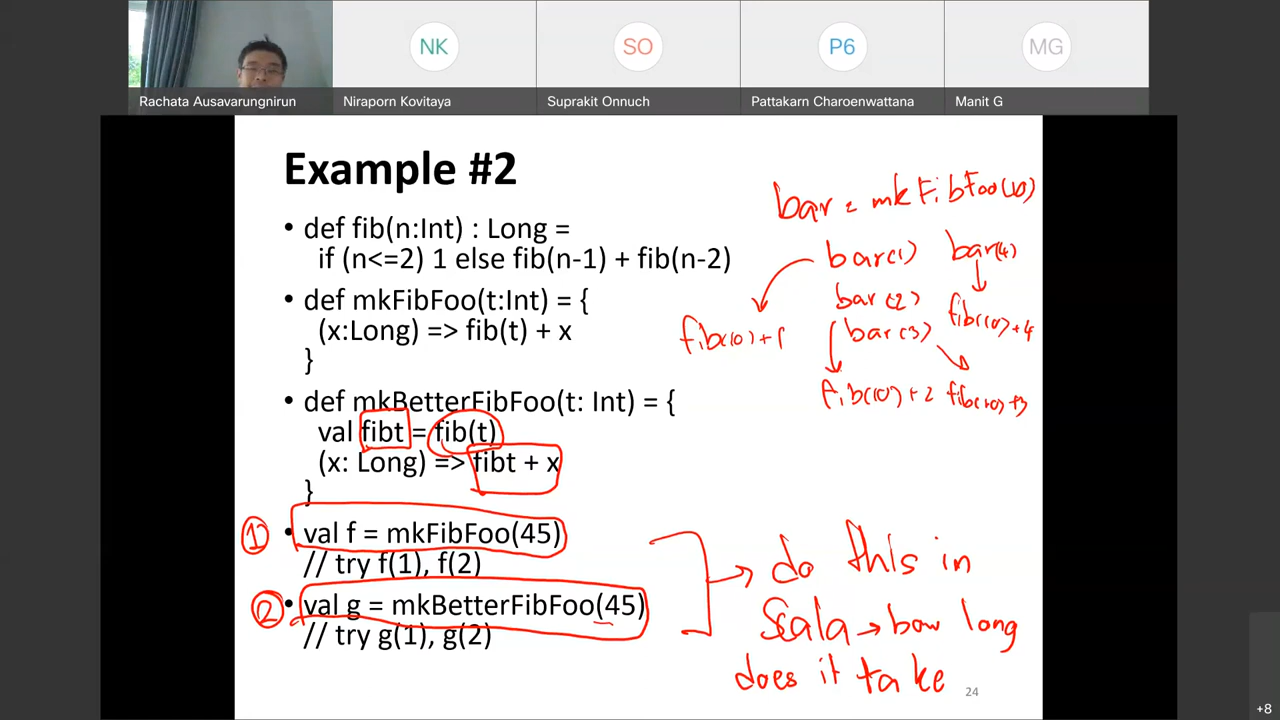 NK
SO
P6
MG
Rachata Ausavarungnirun
Niraporn Kovitaya
Suprakit Onnuch
Pattakarn Charoenwattana
Manit G
Example #2
• def fib(n:Int) : Long =
if (n<=2) 1 else fib(n-1) + fib(n-2)
• def mkFibFoo(t:Int) = {
(x:Long) => fib(t) + x
}
• def mkBetterFibFoo(t: Int) = {
val fibt = fib(t)
(x: Long) => fibt + x
}
① • val f = mkFibFoo(45)
// try f(1), f(2)
② • val g = mkBetterFibFoo(45)
// try g(1), g(2)
bar = mkFibFoo(10)
bar(1) bar(4)
bar(2)
fib(10)+4
fib(10)+1
bar(3)
fib(10)+2 fib(10)+3
do this in
Scala → how long
does it take
24
+8